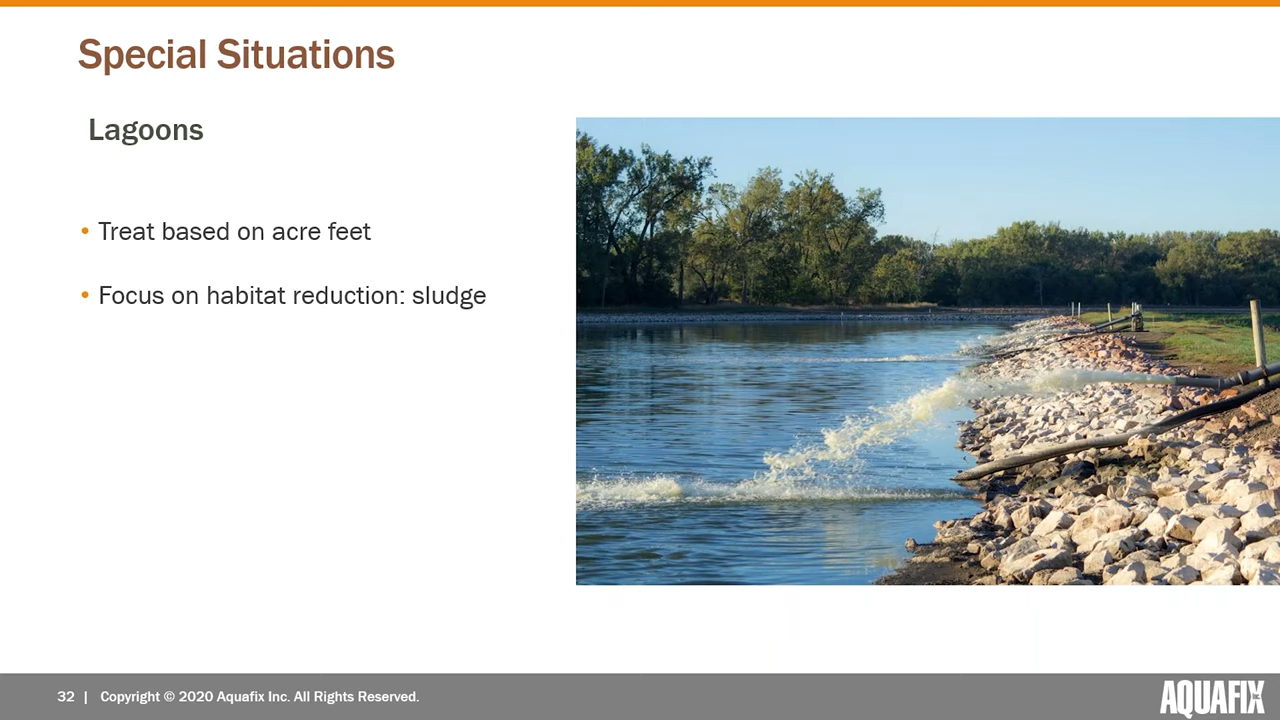 Special Situations
Lagoons
• Treat based on acre feet
• Focus on habitat reduction: sludge
32 | Copyright © 2020 Aquafix Inc. All Rights Reserved.
AQUAFIX INC.